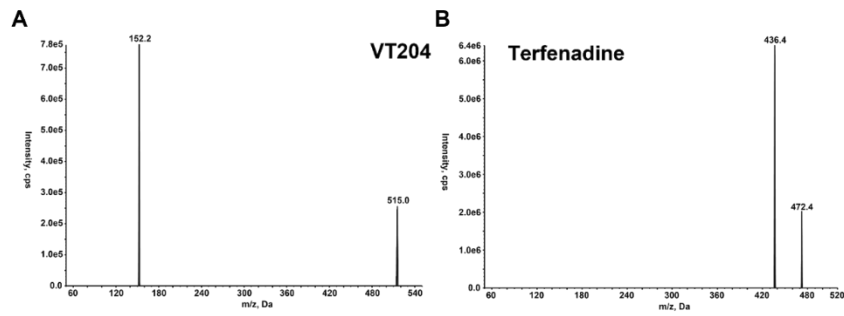 A
7.8e5
7.0e5
6.0e5
5.0e5
4.0e5
3.0e5
2.0e5
1.0e5
0.0
Intensity, cps
152.2
515.0
VT204
60 120 180 240 300 360 420 480 540
m/z, Da
B
6.4e6
6.0e6
5.0e6
4.0e6
3.0e6
2.0e6
1.0e6
0.0
Intensity, cps
Terfenadine
436.4
472.4
60 120 180 240 300 360 420 480 520
m/z, Da